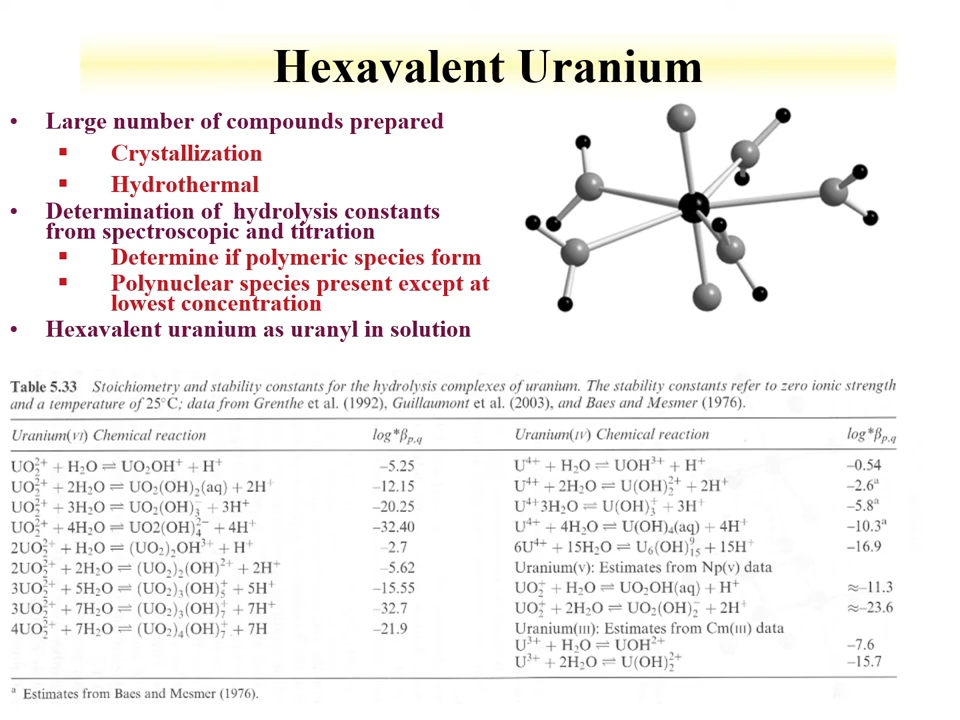 Hexavalent Uranium
• Large number of compounds prepared
▪ Crystallization
▪ Hydrothermal
• Determination of hydrolysis constants
from spectroscopic and titration
▪ Determine if polymeric species form
▪ Polynuclear species present except at
lowest concentration
• Hexavalent uranium as uranyl in solution
Table 5.33 Stoichiometry and stability constants for the hydrolysis complexes of uranium. The stability constants refer to zero ionic strength
and a temperature of 25°C; data from Grenthe et al. (1992), Guillaumont et al. (2003), and Baes and Mesmer (1976).
Uranium(VI) Chemical reaction log*βp,q Uranium(IV) Chemical reaction log*βp,q
UO₂²⁺ + H₂O ⇌ UO₂OH⁺ + H⁺ –5.25 U⁴⁺ + H₂O ⇌ UOH³⁺ + H⁺ –0.54
UO₂²⁺ + 2H₂O ⇌ UO₂(OH)₂(aq) + 2H⁺ –12.15 U⁴⁺ + 2H₂O ⇌ U(OH)₂²⁺ + 2H⁺ –2.6ᵃ
UO₂²⁺ + 3H₂O ⇌ UO₂(OH)₃⁻ + 3H⁺ –20.25 U⁴⁺ 3H₂O ⇌ U(OH)₃⁺ + 3H⁺ –5.8ᵃ
UO₂²⁺ + 4H₂O ⇌ UO2(OH)₄²⁻ + 4H⁺ –32.40 U⁴⁺ + 4H₂O ⇌ U(OH)₄(aq) + 4H⁺ –10.3ᵃ
2UO₂²⁺ + H₂O ⇌ (UO₂)₂OH³⁺ + H⁺ –2.7 6U⁴⁺ + 15H₂O ⇌ U₆(OH)₁₅⁹ + 15H⁺ –16.9
2UO₂²⁺ + 2H₂O ⇌ (UO₂)₂(OH)²⁺ + 2H⁺ –5.62 Uranium(V): Estimates from Np(V) data
3UO₂²⁺ + 5H₂O ⇌ (UO₂)₃(OH)₅⁺ + 5H⁺ –15.55 UO₂⁺ + H₂O ⇌ UO₂OH(aq) + H⁺ ≈–11.3
3UO₂²⁺ + 7H₂O ⇌ (UO₂)₃(OH)₇⁺ + 7H⁺ –32.7 UO₂⁺ + 2H₂O ⇌ UO₂(OH)₂⁻ + 2H⁺ ≈–23.6
4UO₂²⁺ + 7H₂O ⇌ (UO₂)₄(OH)₇⁺ + 7H –21.9 Uranium(III): Estimates from Cm(III) data
U³⁺ + H₂O ⇌ UOH²⁺ –7.6
U³⁺ + 2H₂O ⇌ U(OH)₂²⁺ –15.7
ᵃ Estimates from Baes and Mesmer (1976).